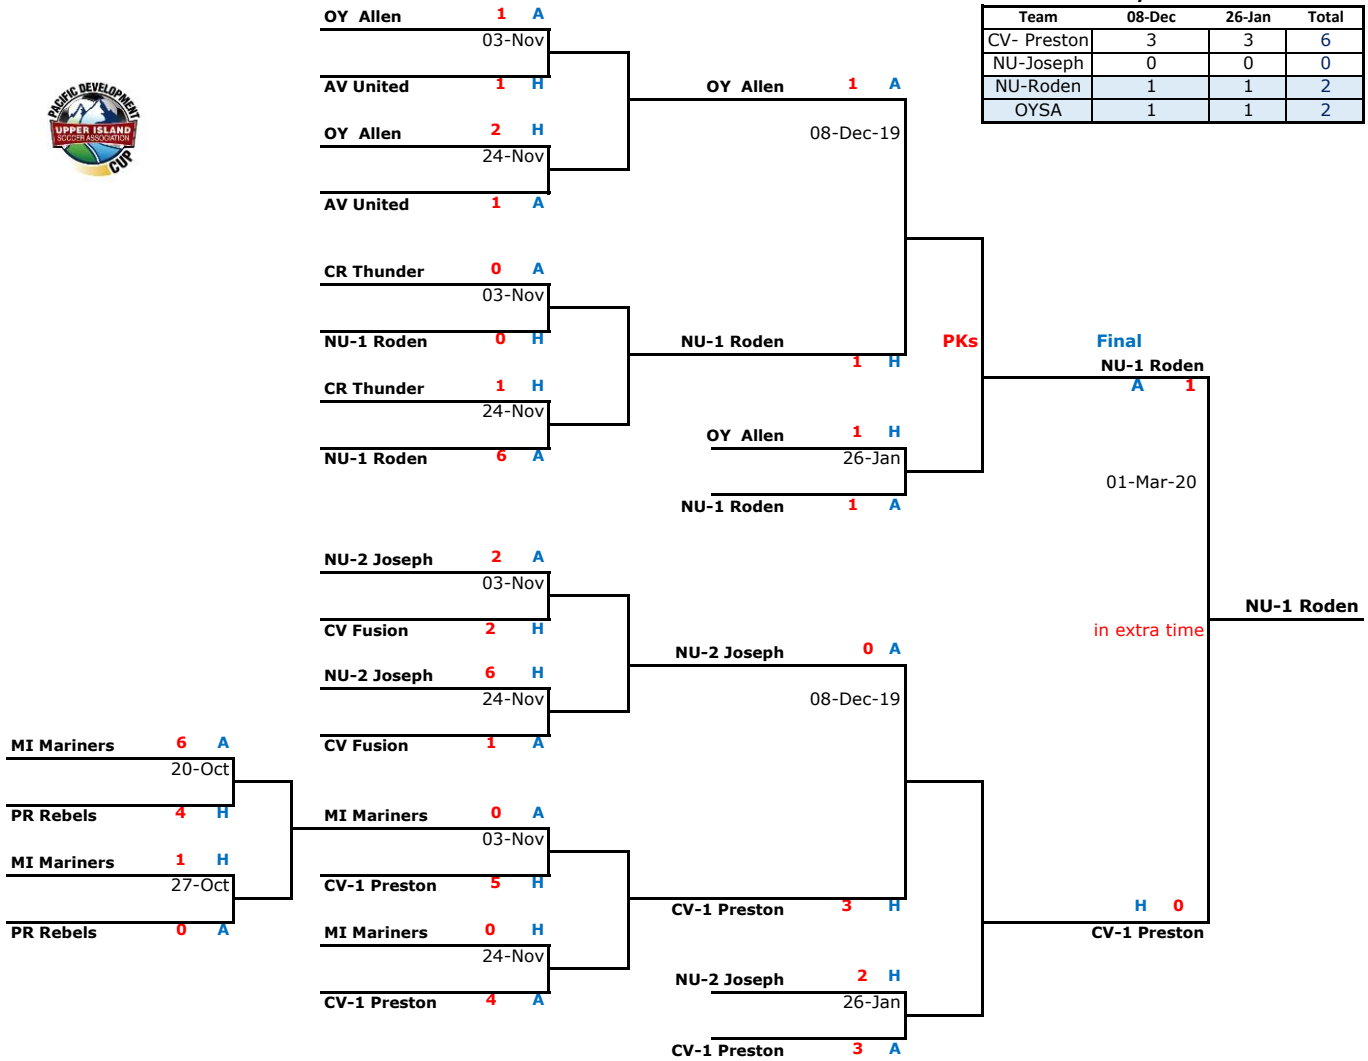 OY Allen 1 A
03-Nov
AV United 1 H
OY Allen 2 H
24-Nov
AV United 1 A
CR Thunder 0 A
03-Nov
NU-1 Roden 0 H
CR Thunder 1 H
24-Nov
NU-1 Roden 6 A
NU-2 Joseph 2 A
03-Nov
CV Fusion 2 H
NU-2 Joseph 6 H
24-Nov
CV Fusion 1 A
MI Mariners 6 A
20-Oct
PR Rebels 4 H
MI Mariners 1 H
27-Oct
PR Rebels 0 A
MI Mariners 0 A
03-Nov
CV-1 Preston 5 H
MI Mariners 0 H
24-Nov
CV-1 Preston 4 A
OY Allen 1 A
08-Dec-19
NU-1 Roden
1 H
OY Allen 1 H
26-Jan
NU-1 Roden 1 A
NU-2 Joseph 0 A
08-Dec-19
CV-1 Preston 3 H
NU-2 Joseph 2 H
26-Jan
CV-1 Preston 3 A
PKs
Final
NU-1 Roden
A 1
01-Mar-20
in extra time
H 0
CV-1 Preston
NU-1 Roden
Team 08-Dec 26-Jan Total
CV- Preston 3 3 6
NU-Joseph 0 0 0
NU-Roden 1 1 2
OYSA 1 1 2
PACIFIC DEVELOPMENT
UPPER ISLAND
SOCCER ASSOCIATION
CUP